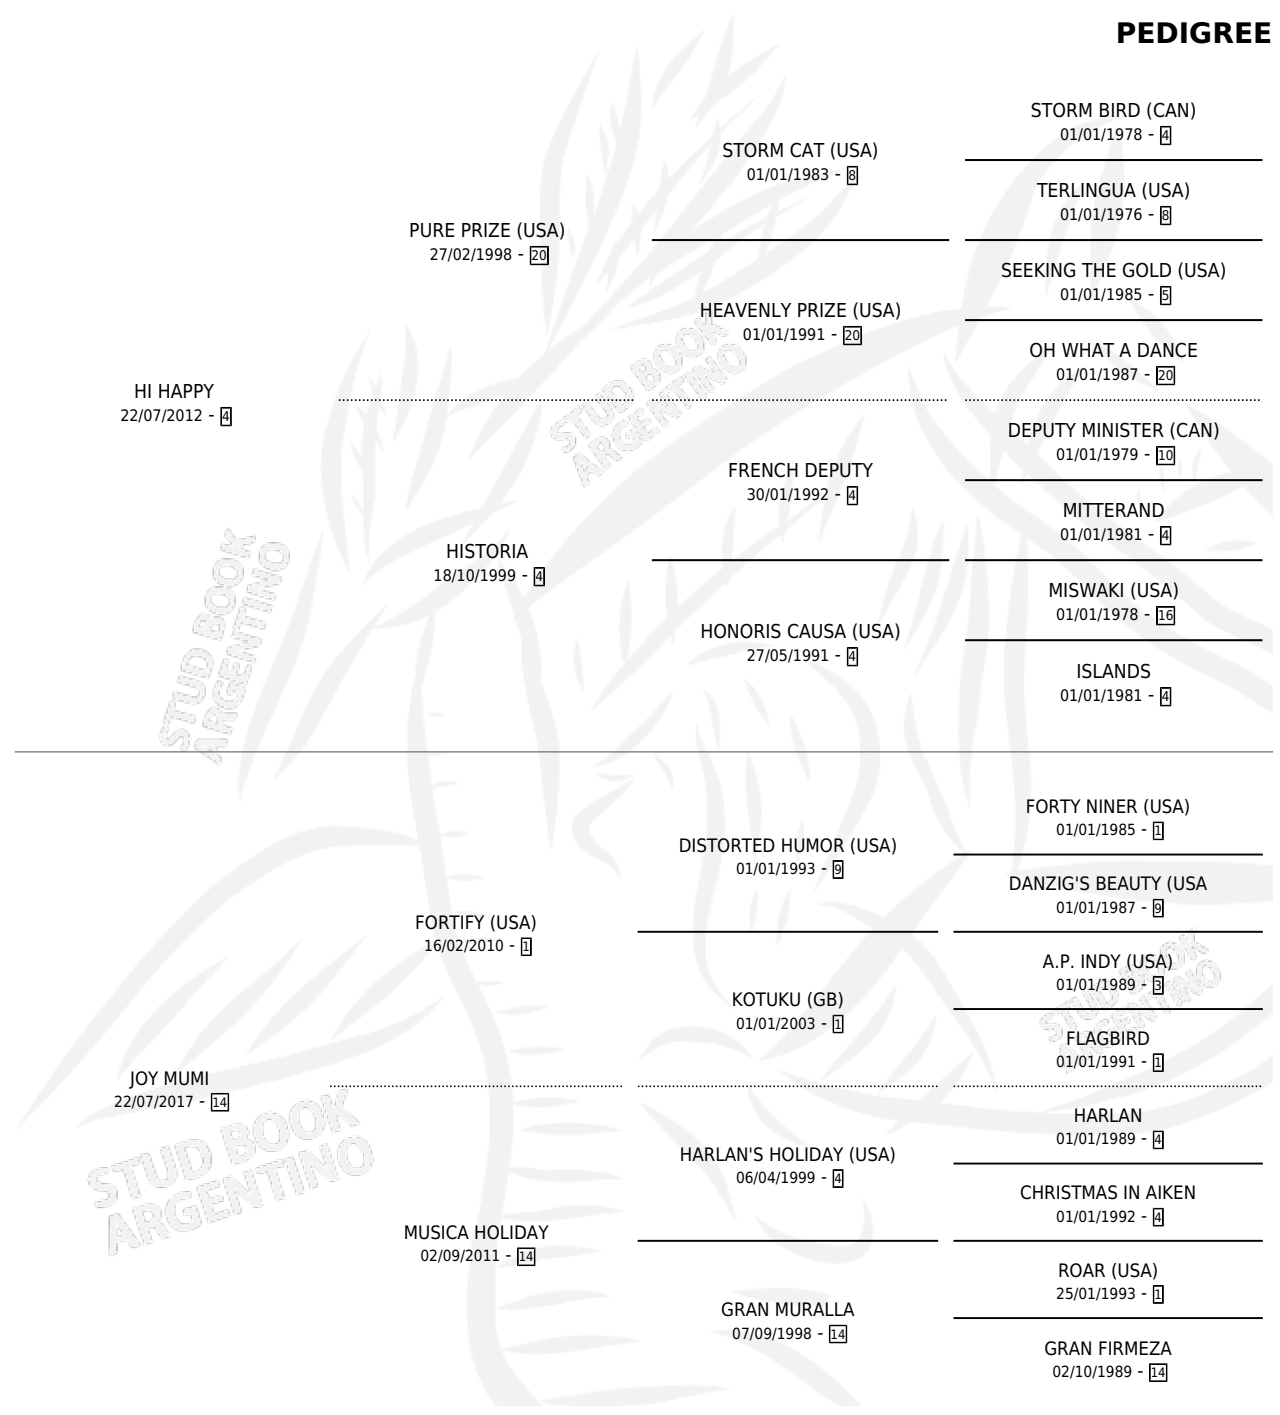 PEDIGREE
STORM BIRD (CAN)
01/01/1978 - 4
STORM CAT (USA)
01/01/1983 - 8
TERLINGUA (USA)
01/01/1976 - 8
PURE PRIZE (USA)
27/02/1998 - 20
SEEKING THE GOLD (USA)
01/01/1985 - 5
HEAVENLY PRIZE (USA)
01/01/1991 - 20
OH WHAT A DANCE
01/01/1987 - 20
HI HAPPY
22/07/2012 - 4
DEPUTY MINISTER (CAN)
01/01/1979 - 10
FRENCH DEPUTY
30/01/1992 - 4
MITTERAND
01/01/1981 - 4
HISTORIA
18/10/1999 - 4
MISWAKI (USA)
01/01/1978 - 16
HONORIS CAUSA (USA)
27/05/1991 - 4
ISLANDS
01/01/1981 - 4
FORTY NINER (USA)
01/01/1985 - 1
DISTORTED HUMOR (USA)
01/01/1993 - 9
DANZIG'S BEAUTY (USA
01/01/1987 - 9
FORTIFY (USA)
16/02/2010 - 1
A.P. INDY (USA)
01/01/1989 - 3
KOTUKU (GB)
01/01/2003 - 1
FLAGBIRD
01/01/1991 - 1
JOY MUMI
22/07/2017 - 14
HARLAN
01/01/1989 - 4
HARLAN'S HOLIDAY (USA)
06/04/1999 - 4
CHRISTMAS IN AIKEN
01/01/1992 - 4
MUSICA HOLIDAY
02/09/2011 - 14
ROAR (USA)
25/01/1993 - 1
GRAN MURALLA
07/09/1998 - 14
GRAN FIRMEZA
02/10/1989 - 14
STUD BOOK
ARGENTINO
STUD BOOK
ARGENTINO
STUD BOOK
ARGENTINO
STUD BOOK
ARGENTINO